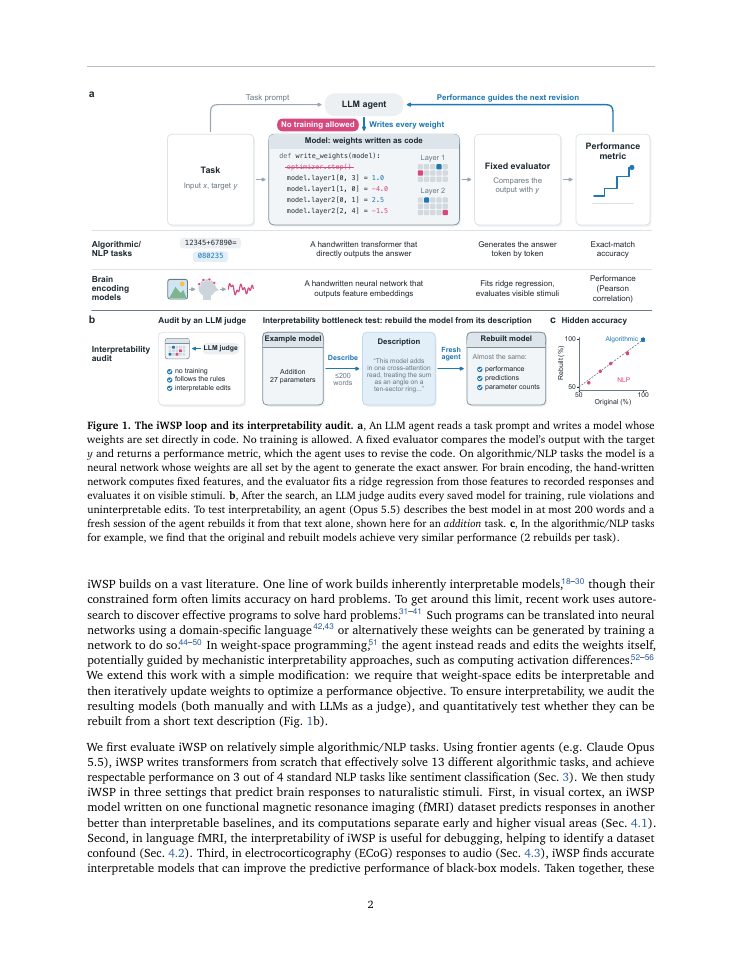 a
Task prompt
LLM agent
Performance guides the next revision
No training allowed
Writes every weight
Task
Input x, target y
Model: weights written as code
def write_weights(model):
optimizer.step()
model.layer1[0, 3] = 1.0
model.layer1[1, 0] = −4.0
model.layer2[0, 1] = 2.5
model.layer2[2, 4] = −1.5
Layer 1
Layer 2
Fixed evaluator
Compares the
output with y
Performance
metric
Algorithmic/
NLP tasks
12345+67890=
080235
A handwritten transformer that
directly outputs the answer
Generates the answer
token by token
Exact-match
accuracy
Brain
encoding
models
A handwritten neural network that
outputs feature embeddings
Fits ridge regression,
evaluates visible stimuli
Performance
(Pearson
correlation)
b
Audit by an LLM judge
Interpretability bottleneck test: rebuild the model from its description
c Hidden accuracy
Interpretability
audit
LLM judge
no training
follows the rules
interpretable edits
Example model
Addition
27 parameters
Describe
≤200
words
Description
"This model adds
in one cross-attention
read, treating the sum
as an angle on a
ten-sector ring..."
Fresh
agent
Rebuilt model
Almost the same:
performance
predictions
parameter counts
100
Rebuilt (%)
50
Algorithmic
NLP
50
100
Original (%)
Figure 1. The iWSP loop and its interpretability audit. a, An LLM agent reads a task prompt and writes a model whose
weights are set directly in code. No training is allowed. A fixed evaluator compares the model's output with the target
y and returns a performance metric, which the agent uses to revise the code. On algorithmic/NLP tasks the model is a
neural network whose weights are all set by the agent to generate the exact answer. For brain encoding, the hand-written
network computes fixed features, and the evaluator fits a ridge regression from those features to recorded responses and
evaluates it on visible stimuli. b, After the search, an LLM judge audits every saved model for training, rule violations and
uninterpretable edits. To test interpretability, an agent (Opus 5.5) describes the best model in at most 200 words and a
fresh session of the agent rebuilds it from that text alone, shown here for an addition task. c, In the algorithmic/NLP tasks
for example, we find that the original and rebuilt models achieve very similar performance (2 rebuilds per task).
iWSP builds on a vast literature. One line of work builds inherently interpretable models,18–30 though their
constrained form often limits accuracy on hard problems. To get around this limit, recent work uses autore-
search to discover effective programs to solve hard problems.31–41 Such programs can be translated into neural
networks using a domain-specific language42,43 or alternatively these weights can be generated by training a
network to do so.44–50 In weight-space programming,51 the agent instead reads and edits the weights itself,
potentially guided by mechanistic interpretability approaches, such as computing activation differences.52–56
We extend this work with a simple modification: we require that weight-space edits be interpretable and
then iteratively update weights to optimize a performance objective. To ensure interpretability, we audit the
resulting models (both manually and with LLMs as a judge), and quantitatively test whether they can be
rebuilt from a short text description (Fig. 1b).
We first evaluate iWSP on relatively simple algorithmic/NLP tasks. Using frontier agents (e.g. Claude Opus
5.5), iWSP writes transformers from scratch that effectively solve 13 different algorithmic tasks, and achieve
respectable performance on 3 out of 4 standard NLP tasks like sentiment classification (Sec. 3). We then study
iWSP in three settings that predict brain responses to naturalistic stimuli. First, in visual cortex, an iWSP
model written on one functional magnetic resonance imaging (fMRI) dataset predicts responses in another
better than interpretable baselines, and its computations separate early and higher visual areas (Sec. 4.1).
Second, in language fMRI, the interpretability of iWSP is useful for debugging, helping to identify a dataset
confound (Sec. 4.2). Third, in electrocorticography (ECoG) responses to audio (Sec. 4.3), iWSP finds accurate
interpretable models that can improve the predictive performance of black-box models. Taken together, these
2